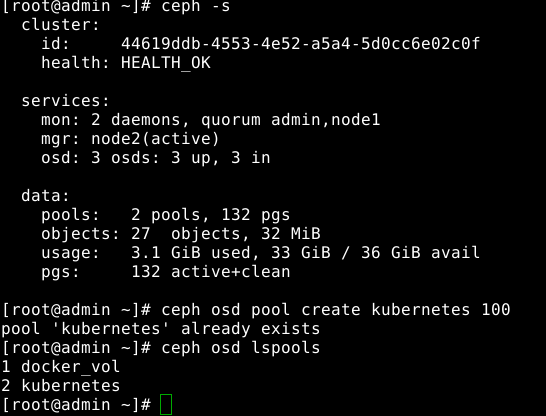 [root@admin ~]# ceph -s
  cluster:
    id:     44619ddb-4553-4e52-a5a4-5d0cc6e02c0f
    health: HEALTH_OK

  services:
    mon: 2 daemons, quorum admin,node1
    mgr: node2(active)
    osd: 3 osds: 3 up, 3 in

  data:
    pools:   2 pools, 132 pgs
    objects: 27  objects, 32 MiB
    usage:   3.1 GiB used, 33 GiB / 36 GiB avail
    pgs:     132 active+clean

[root@admin ~]# ceph osd pool create kubernetes 100
pool 'kubernetes' already exists
[root@admin ~]# ceph osd lspools
1 docker_vol
2 kubernetes
[root@admin ~]#